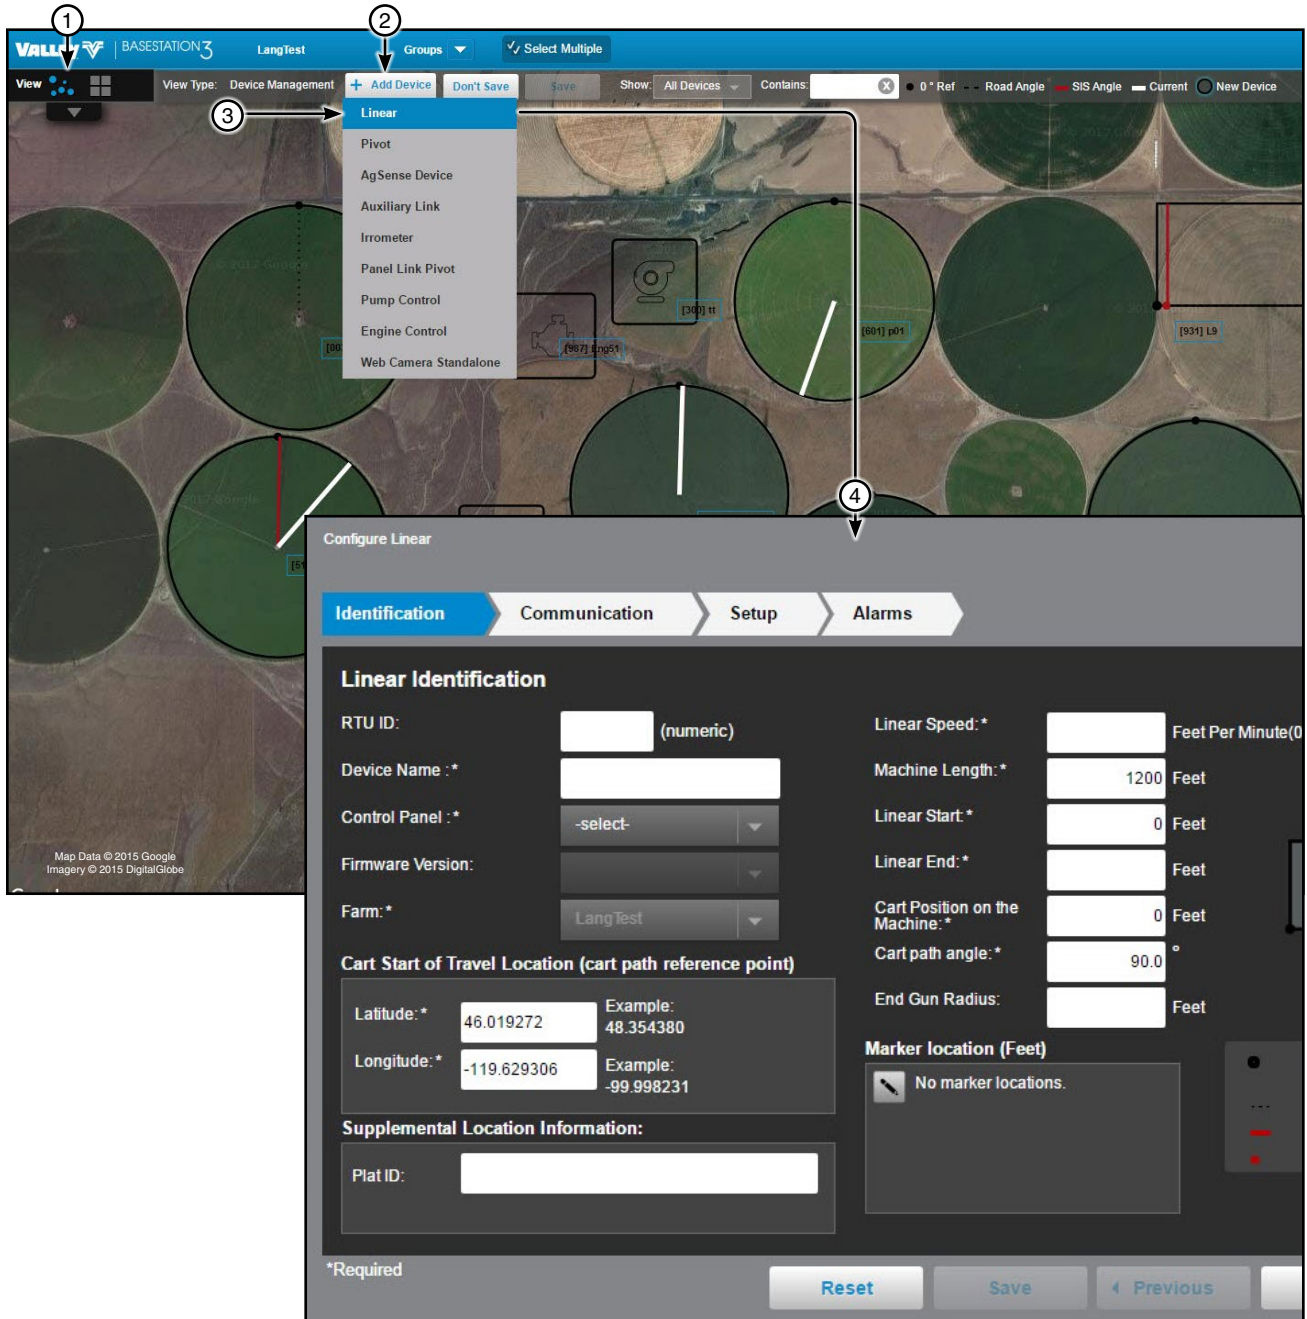 1
2
VALLEY BASESTATION3 LangTest Groups Select Multiple
View View Type: Device Management + Add Device Don't Save Save Show: All Devices Contains: 0 ° Ref Road Angle SIS Angle Current New Device
3
Linear
Pivot
AgSense Device
Auxiliary Link
Irrometer
Panel Link Pivot
Pump Control
Engine Control
Web Camera Standalone
[300] tt
[601] p01
[931] L9
[987] Eng51
4
Configure Linear
Identification Communication Setup Alarms
Linear Identification
RTU ID: (numeric)
Device Name :*
Control Panel :* -select-
Firmware Version:
Farm:* LangTest
Cart Start of Travel Location (cart path reference point)
Latitude:* 46.019272 Example: 48.354380
Longitude:* -119.629306 Example: -99.998231
Supplemental Location Information:
Plat ID:
Linear Speed:* Feet Per Minute(0
Machine Length:* 1200 Feet
Linear Start:* 0 Feet
Linear End:* Feet
Cart Position on the
Machine:* 0 Feet
Cart path angle:* 90.0 °
End Gun Radius: Feet
Marker location (Feet)
No marker locations.
Map Data © 2015 Google
Imagery © 2015 DigitalGlobe
*Required
Reset Save Previous